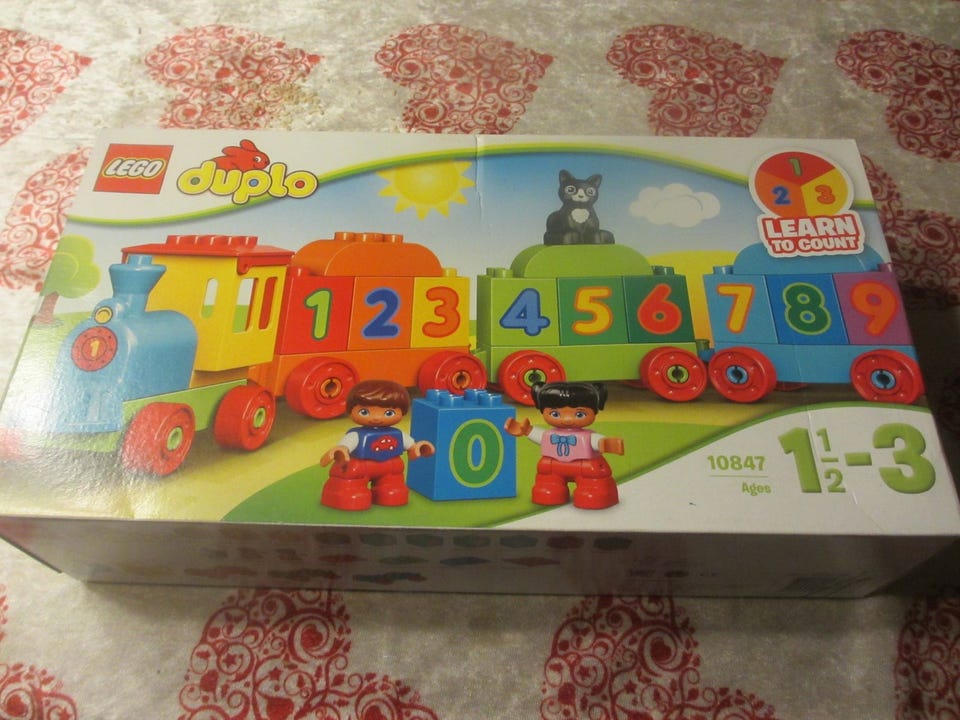 LEGO
duplo
1
2 3
LEARN
TO COUNT
1 2 3 4 5 6 7 8 9
1
0
10847
Ages
1½-3